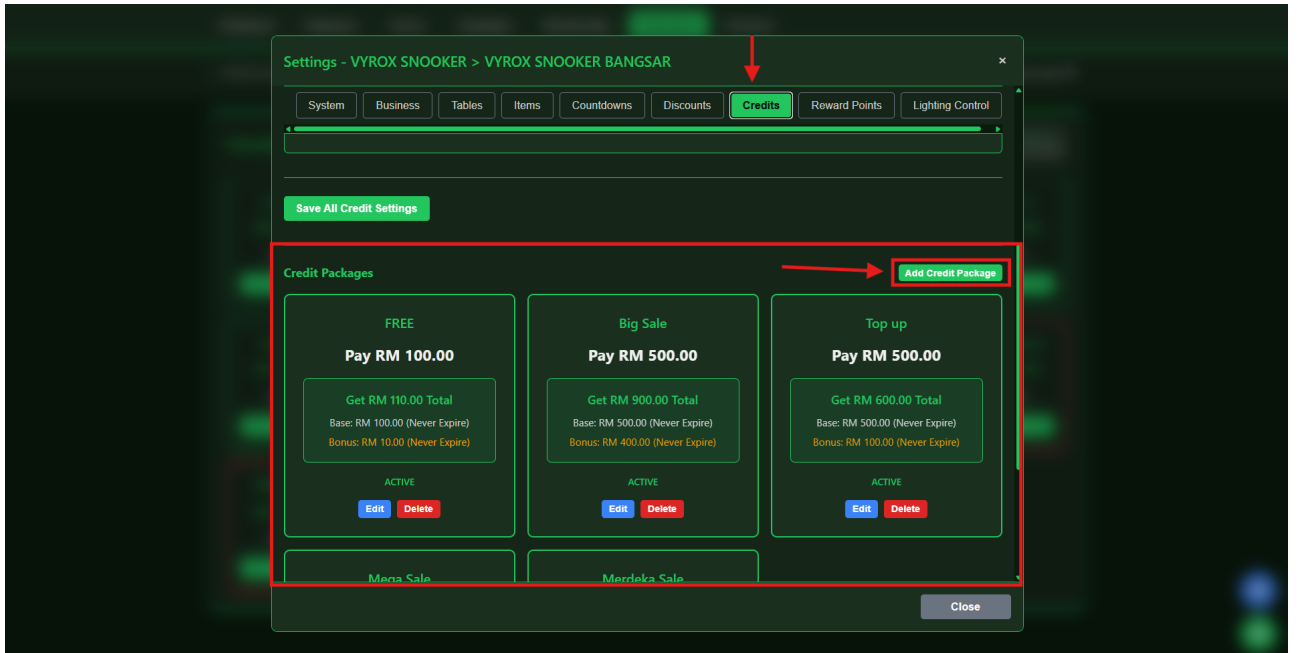 Settings - VYROX SNOOKER > VYROX SNOOKER BANGSAR
×
System Business Tables Items Countdowns Discounts Credits Reward Points Lighting Control
Save All Credit Settings
Credit Packages
Add Credit Package
FREE
Pay RM 100.00
Get RM 110.00 Total
Base: RM 100.00 (Never Expire)
Bonus: RM 10.00 (Never Expire)
ACTIVE
Edit Delete
Big Sale
Pay RM 500.00
Get RM 900.00 Total
Base: RM 500.00 (Never Expire)
Bonus: RM 400.00 (Never Expire)
ACTIVE
Edit Delete
Top up
Pay RM 500.00
Get RM 600.00 Total
Base: RM 500.00 (Never Expire)
Bonus: RM 100.00 (Never Expire)
ACTIVE
Edit Delete
Mega Sale
Merdeka Sale
Close